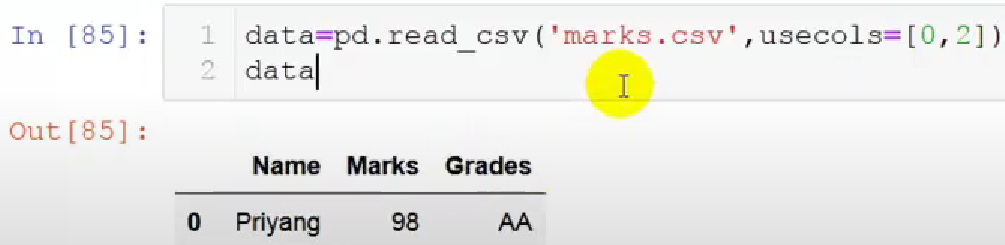 In [85]: 1 data=pd.read_csv('marks.csv',usecols=[0,2])
2 data
Out[85]:
Name Marks Grades
0 Priyang 98 AA